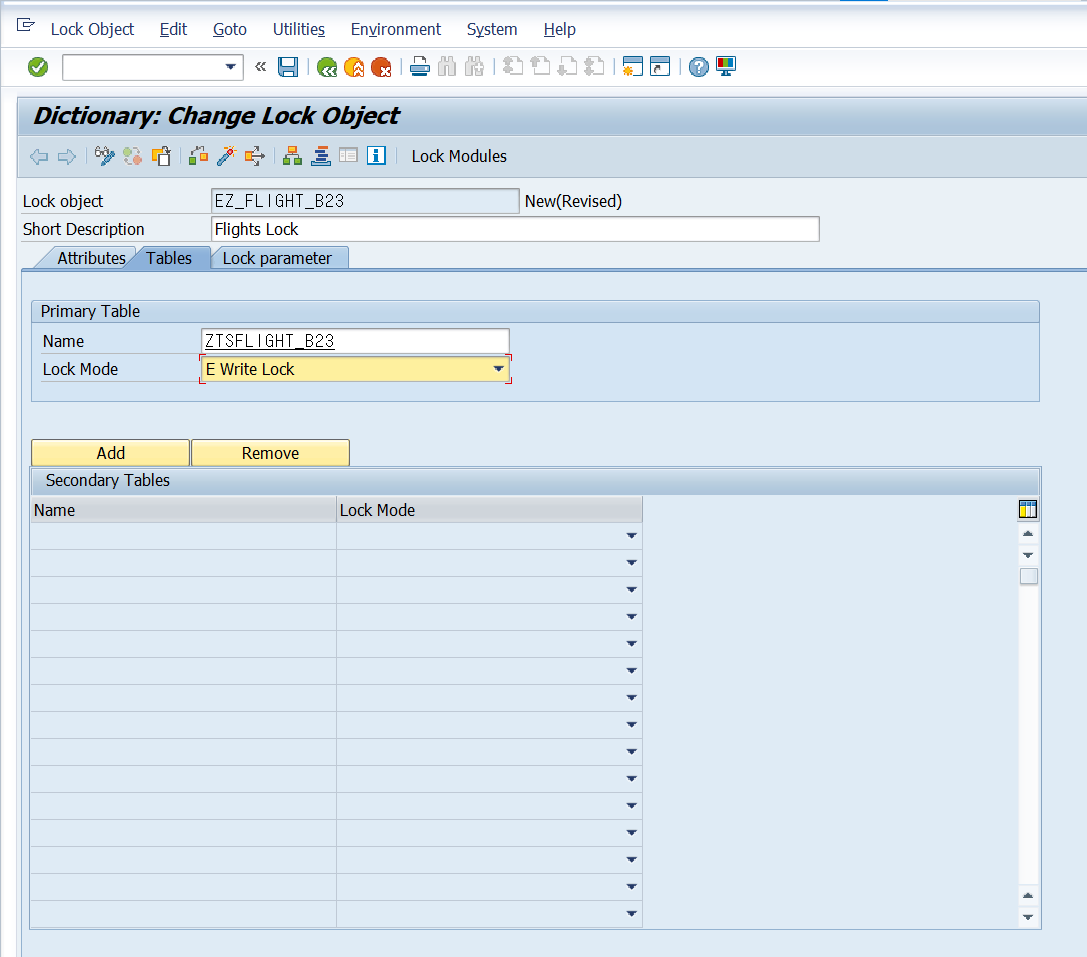 Lock Object Edit Goto Utilities Environment System Help
Dictionary: Change Lock Object
Lock Modules
Lock object EZ_FLIGHT_B23 New(Revised)
Short Description Flights Lock
Attributes Tables Lock parameter
Primary Table
Name ZTSFLIGHT_B23
Lock Mode E Write Lock
Add Remove
Secondary Tables
Name Lock Mode